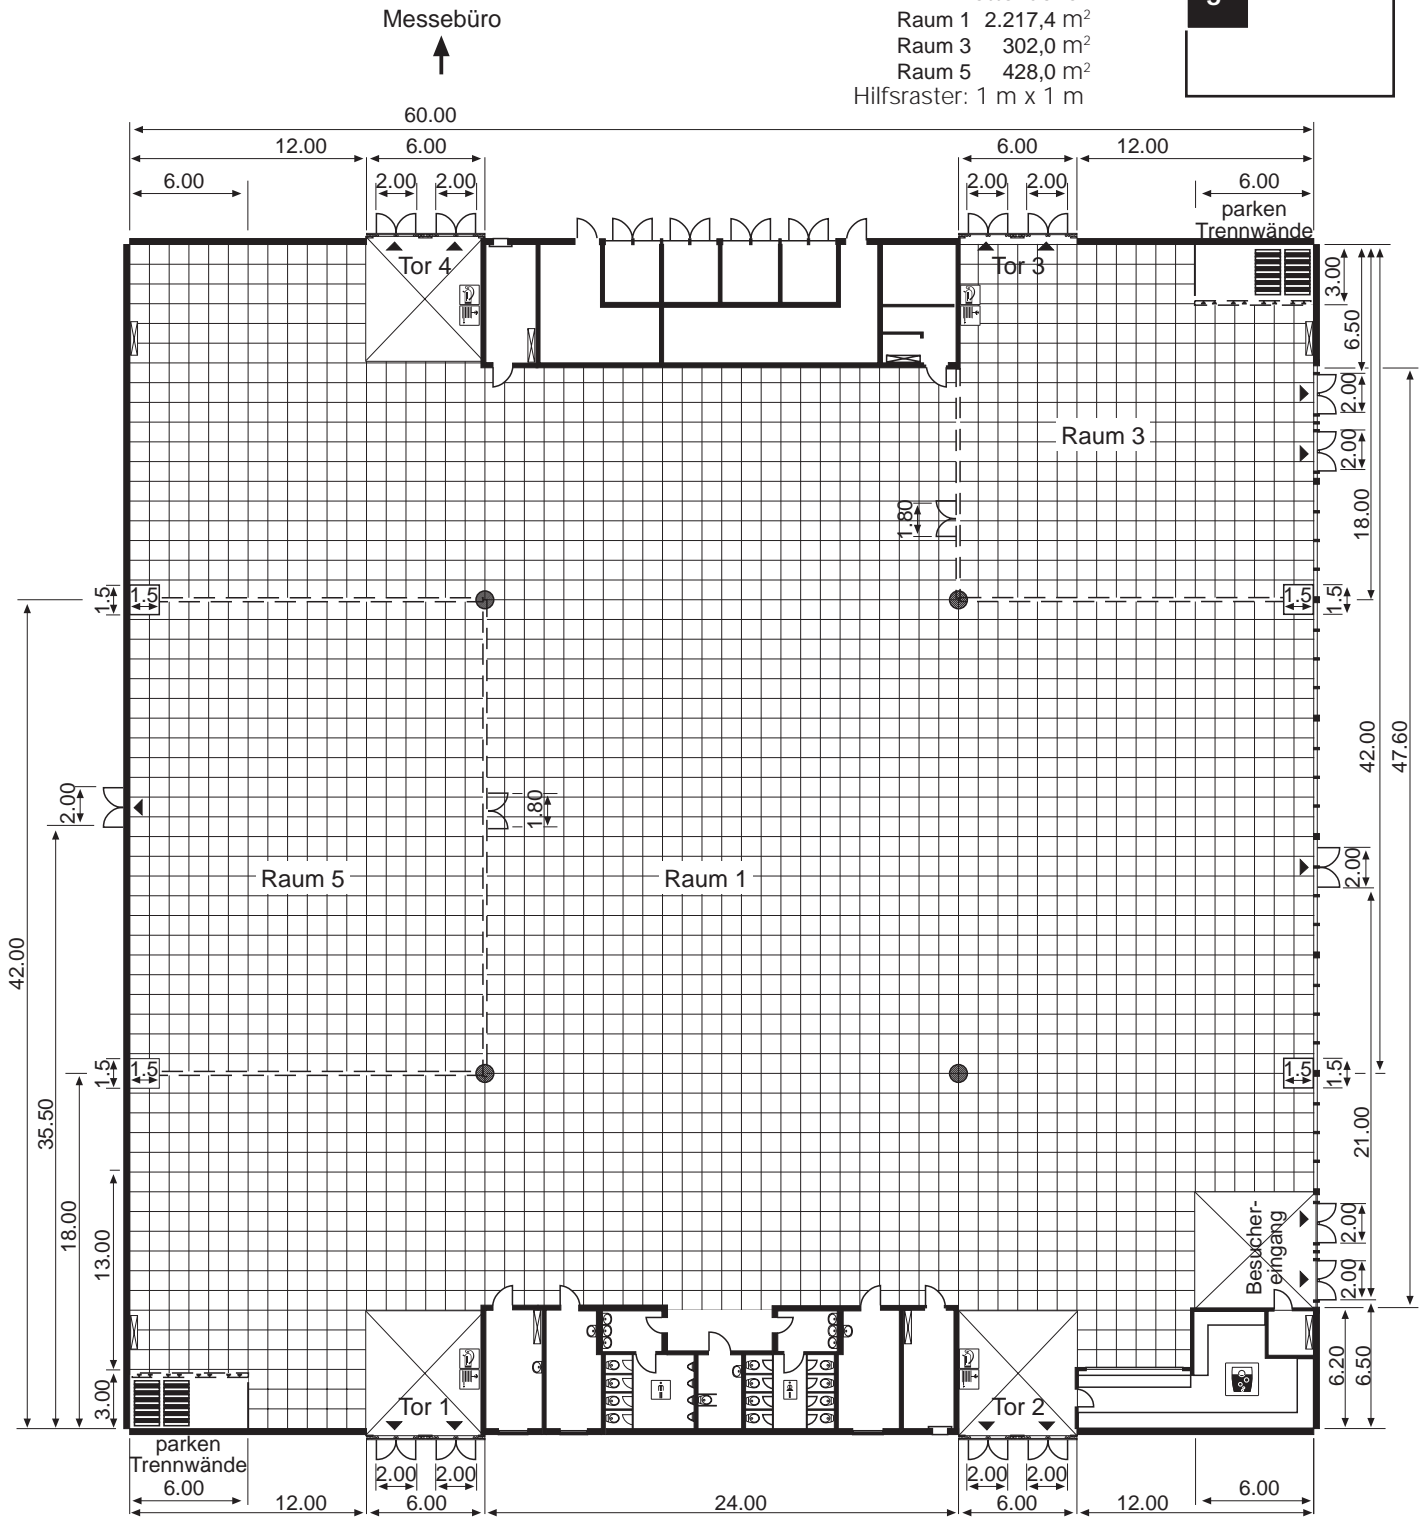 Messebüro
Raum 1 2.217,4 m²
Raum 3 302,0 m²
Raum 5 428,0 m²
Hilfsraster: 1 m x 1 m
60.00
12.00 6.00 6.00 12.00
6.00 2.00 2.00 2.00 2.00 6.00
parken
Trennwände
Tor 4 Tor 3
3.00
6.50
2.00
Raum 3
2.00
18.00
1.80
1.5 1.5 1.5 1.5
42.00
47.60
2.00
1.80
2.00
Raum 5 Raum 1
42.00
1.5 1.5 1.5 1.5
35.50
21.00
18.00
13.00
Besucher-
eingang
2.00
2.00
3.00
6.20
6.50
Tor 1 Tor 2
parken
Trennwände
6.00 2.00 2.00 2.00 2.00 6.00
12.00 6.00 24.00 6.00 12.00